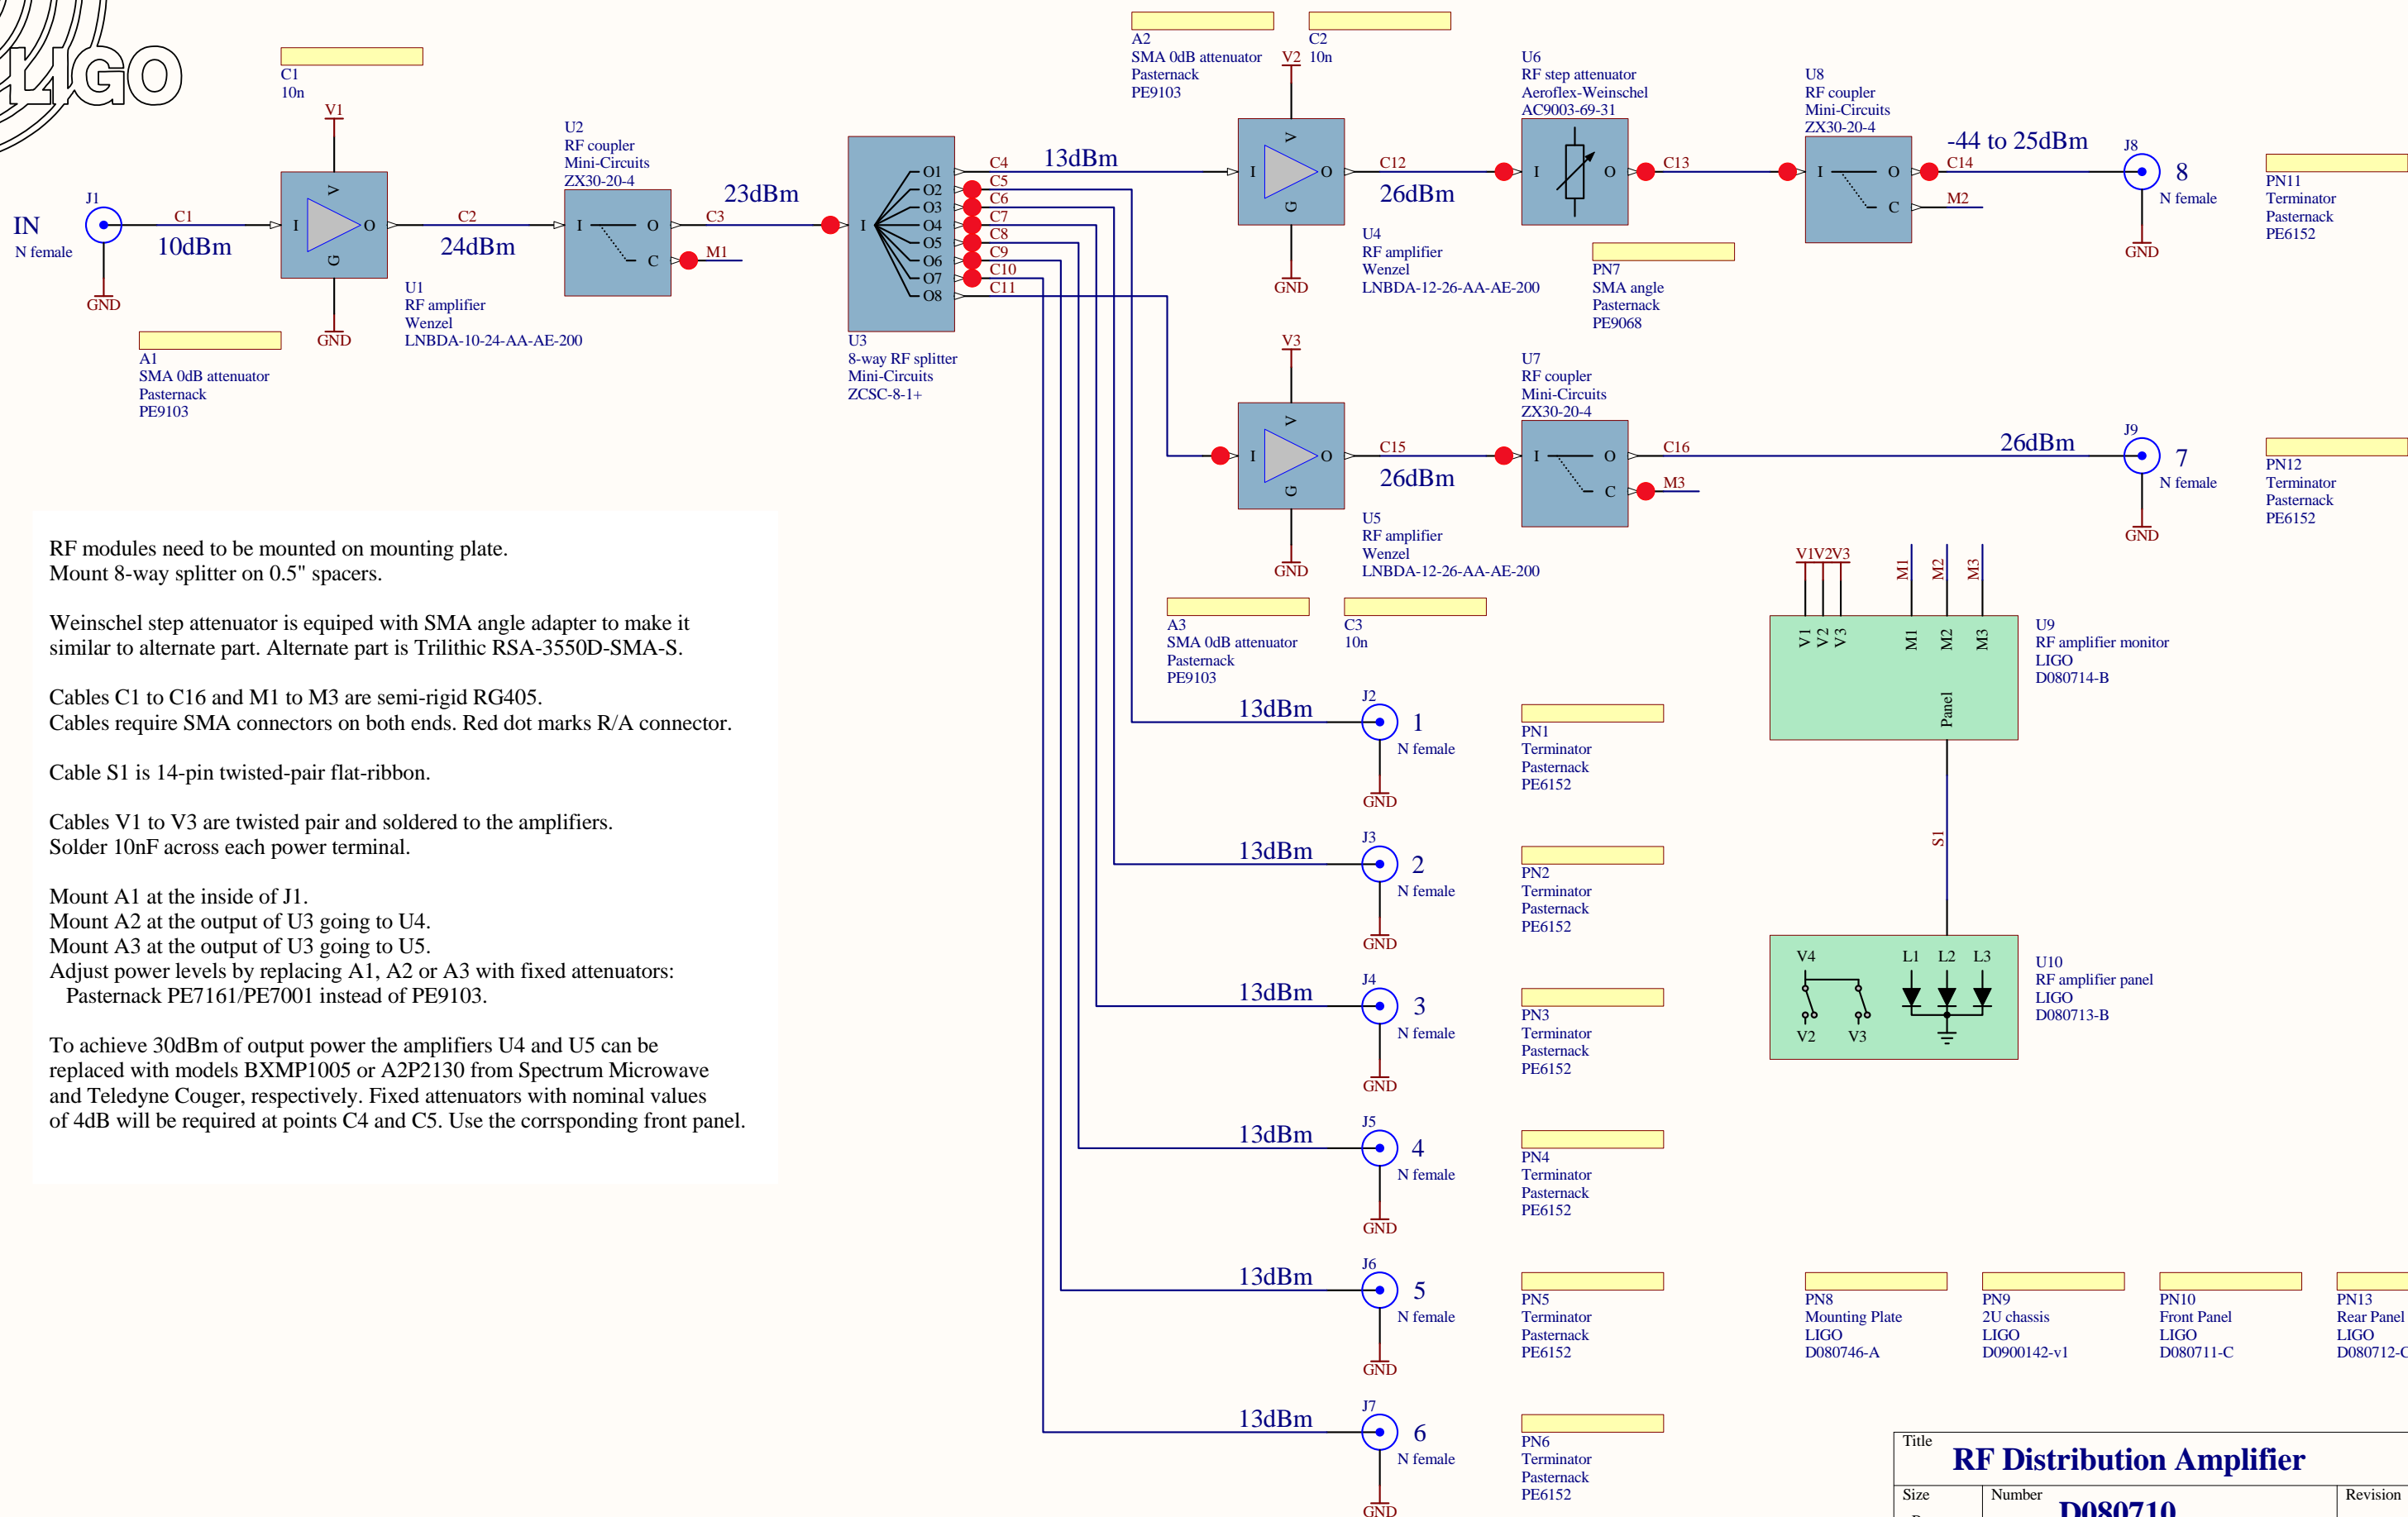 LIGO
C1
10n
V1
IN
N female
J1
C1
10dBm
GND
A1
SMA 0dB attenuator
Pasternack
PE9103
I
V
O
G
GND
U1
RF amplifier
Wenzel
LNBDA-10-24-AA-AE-200
C2
24dBm
U2
RF coupler
Mini-Circuits
ZX30-20-4
I
O
C
C3
M1
23dBm
I
O1
O2
O3
O4
O5
O6
O7
O8
U3
8-way RF splitter
Mini-Circuits
ZCSC-8-1+
C4
C5
C6
C7
C8
C9
C10
C11
13dBm
A2
SMA 0dB attenuator
Pasternack
PE9103
C2
10n
V2
I
V
O
G
GND
U4
RF amplifier
Wenzel
LNBDA-12-26-AA-AE-200
C12
26dBm
U6
RF step attenuator
Aeroflex-Weinschel
AC9003-69-31
I
O
PN7
SMA angle
Pasternack
PE9068
C13
U8
RF coupler
Mini-Circuits
ZX30-20-4
I
O
C
C14
M2
-44 to 25dBm
J8
8
N female
GND
PN11
Terminator
Pasternack
PE6152
V3
I
V
O
G
GND
U5
RF amplifier
Wenzel
LNBDA-12-26-AA-AE-200
C15
26dBm
U7
RF coupler
Mini-Circuits
ZX30-20-4
I
O
C
C16
M3
26dBm
J9
7
N female
GND
PN12
Terminator
Pasternack
PE6152
A3
SMA 0dB attenuator
Pasternack
PE9103
C3
10n
RF modules need to be mounted on mounting plate.
Mount 8-way splitter on 0.5" spacers.
Weinschel step attenuator is equiped with SMA angle adapter to make it
similar to alternate part. Alternate part is Trilithic RSA-3550D-SMA-S.
Cables C1 to C16 and M1 to M3 are semi-rigid RG405.
Cables require SMA connectors on both ends. Red dot marks R/A connector.
Cable S1 is 14-pin twisted-pair flat-ribbon.
Cables V1 to V3 are twisted pair and soldered to the amplifiers.
Solder 10nF across each power terminal.
Mount A1 at the inside of J1.
Mount A2 at the output of U3 going to U4.
Mount A3 at the output of U3 going to U5.
Adjust power levels by replacing A1, A2 or A3 with fixed attenuators:
Pasternack PE7161/PE7001 instead of PE9103.
To achieve 30dBm of output power the amplifiers U4 and U5 can be
replaced with models BXMP1005 or A2P2130 from Spectrum Microwave
and Teledyne Couger, respectively. Fixed attenuators with nominal values
of 4dB will be required at points C4 and C5. Use the corrsponding front panel.
13dBm
J2
1
N female
GND
PN1
Terminator
Pasternack
PE6152
13dBm
J3
2
N female
GND
PN2
Terminator
Pasternack
PE6152
13dBm
J4
3
N female
GND
PN3
Terminator
Pasternack
PE6152
13dBm
J5
4
N female
GND
PN4
Terminator
Pasternack
PE6152
13dBm
J6
5
N female
GND
PN5
Terminator
Pasternack
PE6152
13dBm
J7
6
N female
GND
PN6
Terminator
Pasternack
PE6152
V1V2V3
M1
M2
M3
V1
V2
V3
M1
M2
M3
Panel
U9
RF amplifier monitor
LIGO
D080714-B
S1
V4
L1 L2 L3
V2 V3
U10
RF amplifier panel
LIGO
D080713-B
PN8
Mounting Plate
LIGO
D080746-A
PN9
2U chassis
LIGO
D0900142-v1
PN10
Front Panel
LIGO
D080711-C
PN13
Rear Panel
LIGO
D080712-C
Title
RF Distribution Amplifier
Size
Number
D080710
Revision